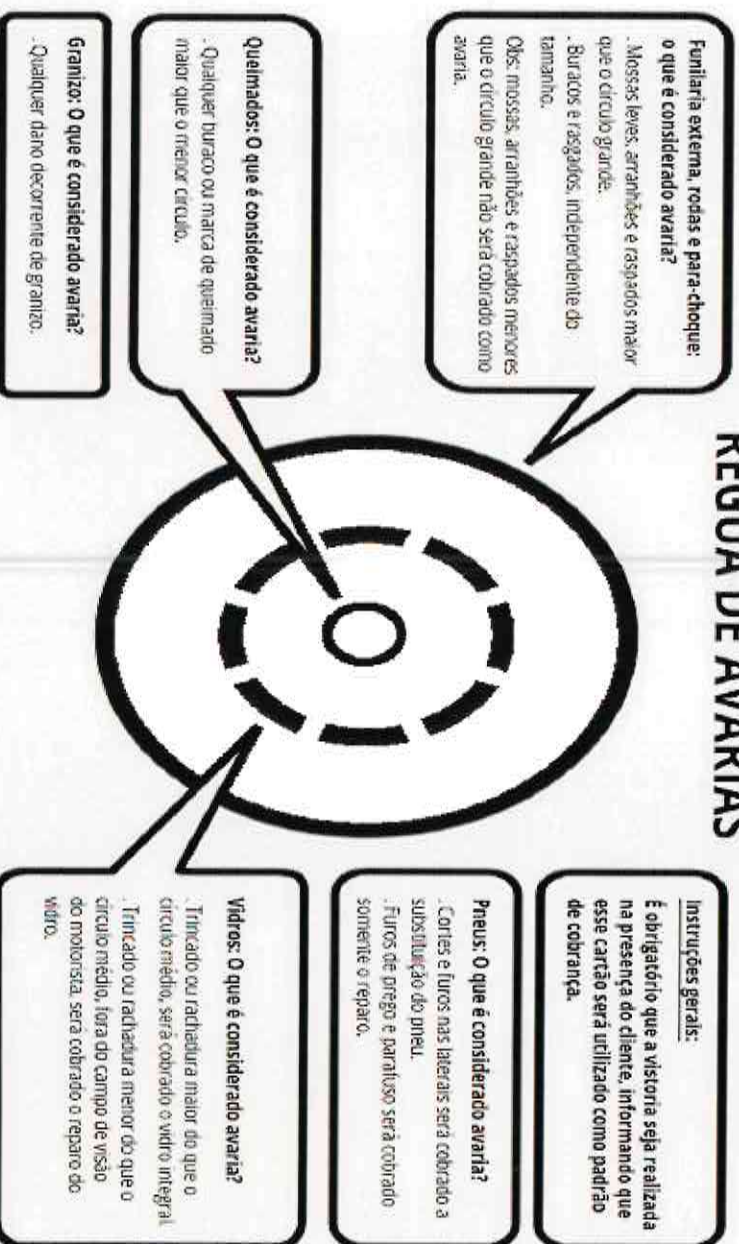 RÉGUA DE AVARIAS
Funilaria externa, rodas e para-choque:
o que é considerado avaria?
. Mossas leves, arranhões e raspados maior
que o círculo grande.
. Buracos e rasgados, independente do
tamanho.
Obs: mossas, arranhões e raspados menores
que o círculo grande não será cobrado como
avaria.
Queimados: O que é considerado avaria?
. Qualquer buraco ou marca de queimado
maior que o menor círculo.
Granizo: O que é considerado avaria?
. Qualquer dano decorrente de granizo.
Instruções gerais:
É obrigatório que a vistoria seja realizada
na presença do cliente, informando que
esse cartão será utilizado como padrão
de cobrança.
Pneus: O que é considerado avaria?
. Cortes e furos nas laterais será cobrado a
substituição do pneu.
. Furos de prego e parafuso será cobrado
somente o reparo.
Vidros: O que é considerado avaria?
. Trincado ou rachadura maior do que o
círculo médio, será cobrado o vidro integral.
. Trincado ou rachadura menor do que o
círculo médio, fora do campo de visão
do motorista, será cobrado o reparo do
vidro.